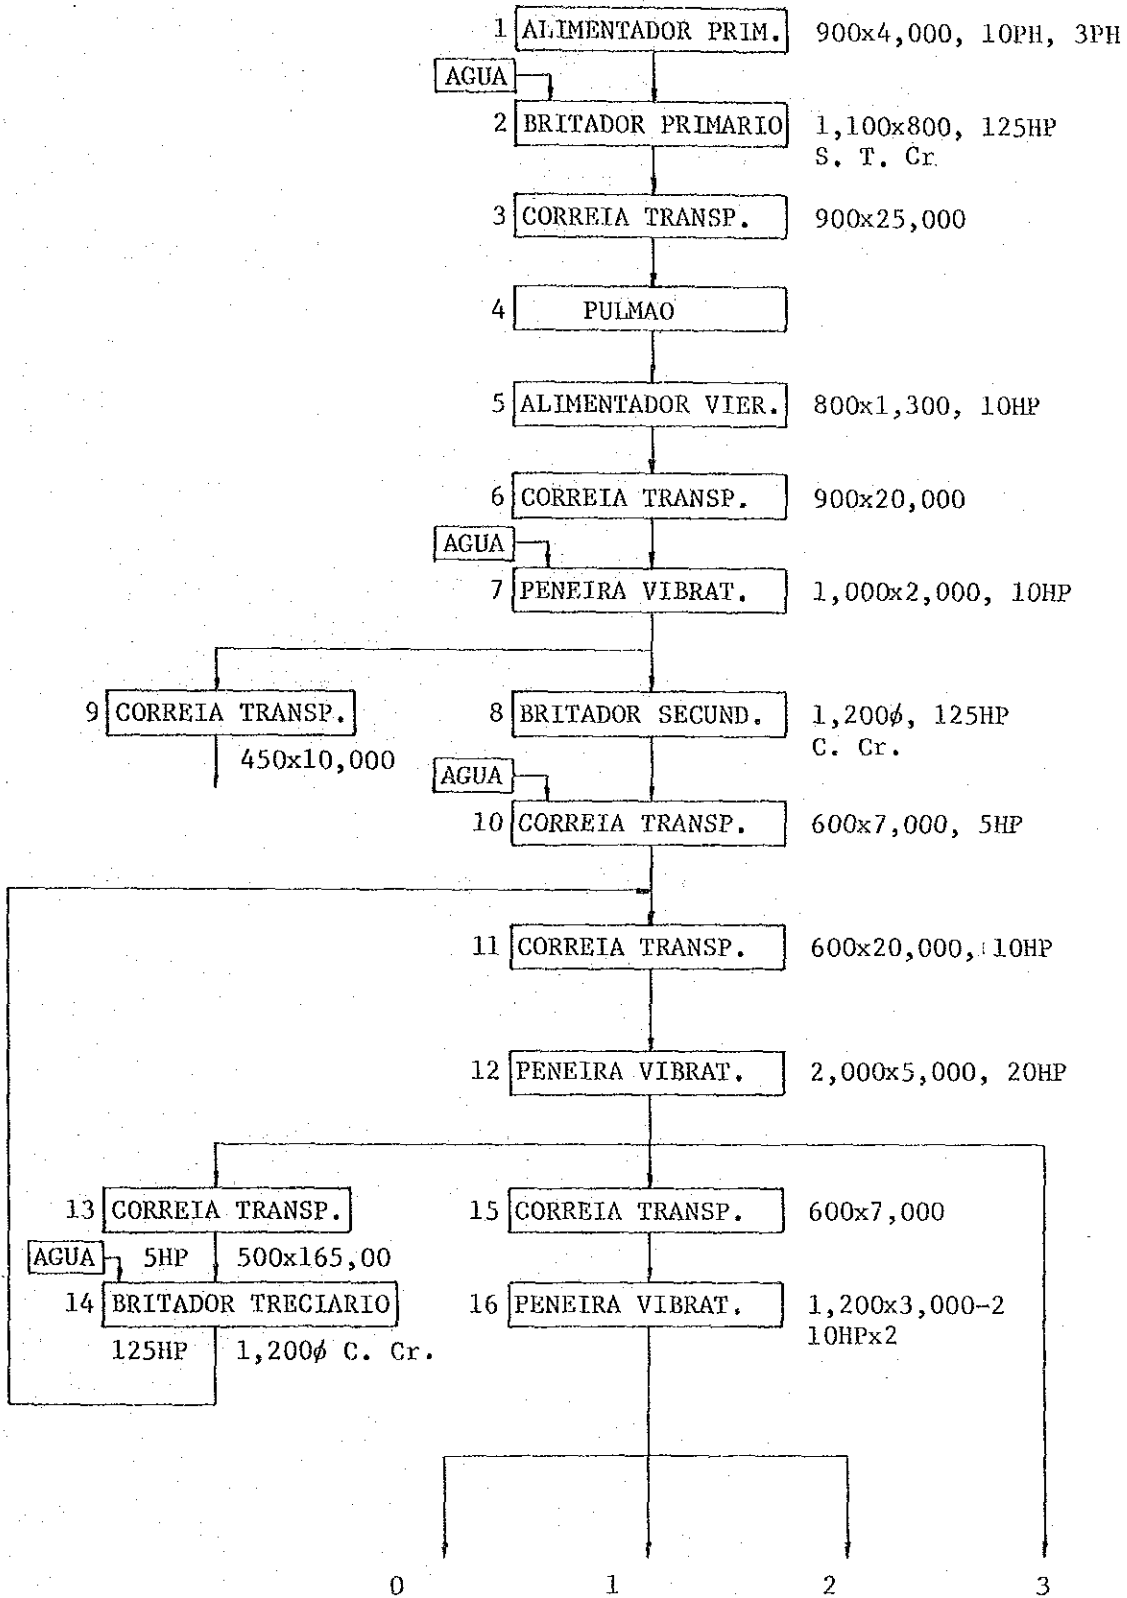 1 ALIMENTADOR PRIM. 900x4,000, 10PH, 3PH
AGUA
2 BRITADOR PRIMARIO 1,100x800, 125HP
S. T. Cr.
3 CORREIA TRANSP. 900x25,000
4 PULMAO
5 ALIMENTADOR VIER. 800x1,300, 10HP
6 CORREIA TRANSP. 900x20,000
AGUA
7 PENEIRA VIBRAT. 1,000x2,000, 10HP
9 CORREIA TRANSP. 8 BRITADOR SECUND. 1,200ø, 125HP
C. Cr.
450x10,000
AGUA
10 CORREIA TRANSP. 600x7,000, 5HP
11 CORREIA TRANSP. 600x20,000, 10HP
12 PENEIRA VIBRAT. 2,000x5,000, 20HP
13 CORREIA TRANSP. 15 CORREIA TRANSP. 600x7,000
AGUA 5HP 500x165,00
14 BRITADOR TRECIARIO 16 PENEIRA VIBRAT. 1,200x3,000-2
10HPx2
125HP 1,200ø C. Cr.
0 1 2 3